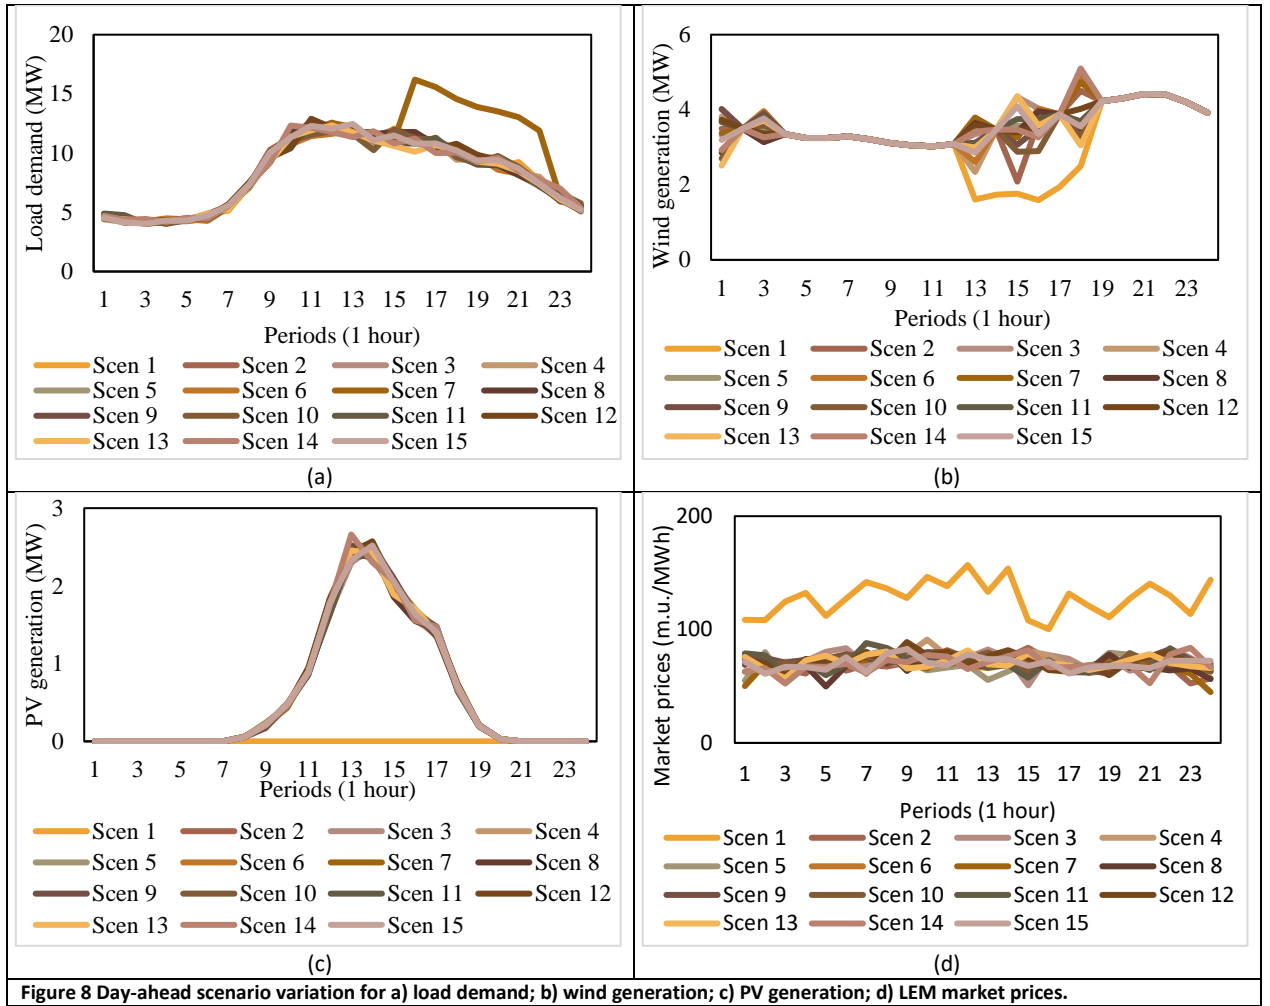 20
15
10
5
0
Load demand (MW)
1 3 5 7 9 11 13 15 17 19 21 23
Periods (1 hour)
Scen 1 Scen 2 Scen 3 Scen 4
Scen 5 Scen 6 Scen 7 Scen 8
Scen 9 Scen 10 Scen 11 Scen 12
Scen 13 Scen 14 Scen 15
(a)
6
4
2
0
Wind generation (MW)
1 3 5 7 9 11 13 15 17 19 21 23
Periods (1 hour)
Scen 1 Scen 2 Scen 3 Scen 4
Scen 5 Scen 6 Scen 7 Scen 8
Scen 9 Scen 10 Scen 11 Scen 12
Scen 13 Scen 14 Scen 15
(b)
3
2
1
0
PV generation (MW)
1 3 5 7 9 11 13 15 17 19 21 23
Periods (1 hour)
Scen 1 Scen 2 Scen 3 Scen 4
Scen 5 Scen 6 Scen 7 Scen 8
Scen 9 Scen 10 Scen 11 Scen 12
Scen 13 Scen 14 Scen 15
(c)
200
100
0
Market prices (m.u./MWh)
1 3 5 7 9 11 13 15 17 19 21 23
Periods (1 hour)
Scen 1 Scen 2 Scen 3 Scen 4
Scen 5 Scen 6 Scen 7 Scen 8
Scen 9 Scen 10 Scen 11 Scen 12
Scen 13 Scen 14 Scen 15
(d)
Figure 8 Day-ahead scenario variation for a) load demand; b) wind generation; c) PV generation; d) LEM market prices.